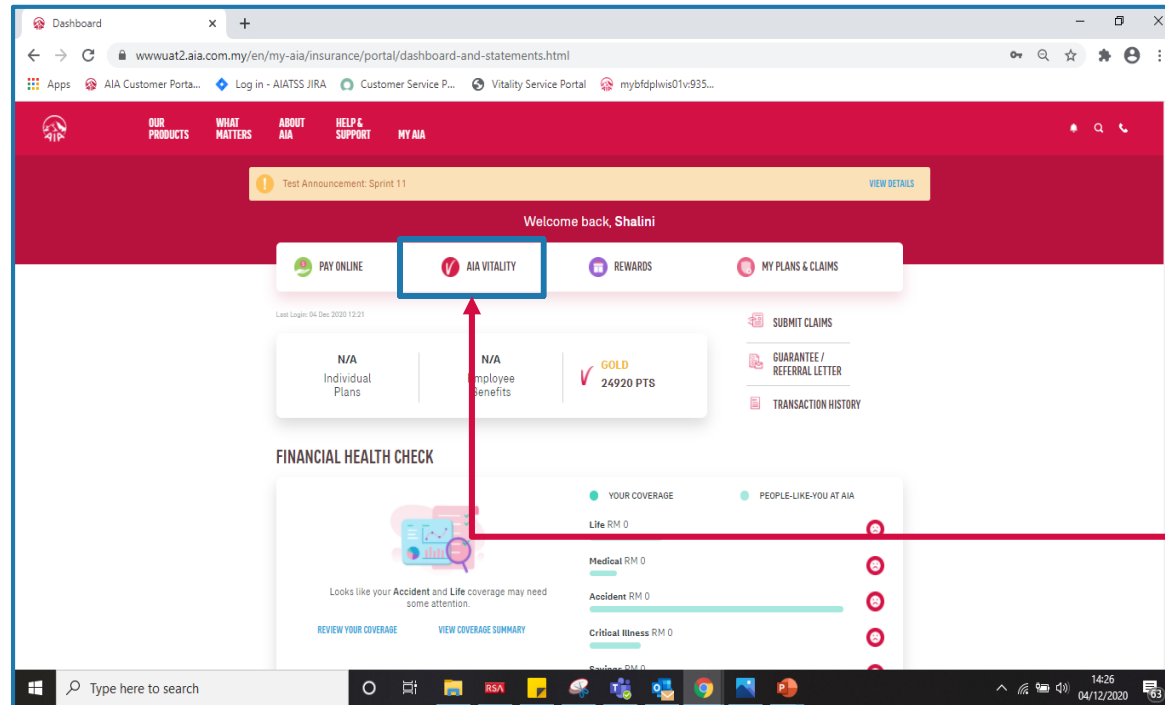 Dashboard
wwwuat2.aia.com.my/en/my-aia/insurance/portal/dashboard-and-statements.html
Apps AIA Customer Porta... Log in - AIATSS JIRA Customer Service P... Vitality Service Portal mybfdplwis01v:935...
AIA
OUR PRODUCTS
WHAT MATTERS
ABOUT AIA
HELP & SUPPORT
MY AIA
Test Announcement: Sprint 11 VIEW DETAILS
Welcome back, Shalini
PAY ONLINE AIA VITALITY REWARDS MY PLANS & CLAIMS
Last Login: 04 Dec 2020 12:21
N/A
Individual
Plans
N/A
Employee
Benefits
GOLD
24920 PTS
SUBMIT CLAIMS
GUARANTEE /
REFERRAL LETTER
TRANSACTION HISTORY
FINANCIAL HEALTH CHECK
YOUR COVERAGE PEOPLE-LIKE-YOU AT AIA
Life RM 0
Medical RM 0
Accident RM 0
Critical Illness RM 0
Savings RM 0
Looks like your Accident and Life coverage may need
some attention.
REVIEW YOUR COVERAGE VIEW COVERAGE SUMMARY
Type here to search
RSA
14:26
04/12/2020
63